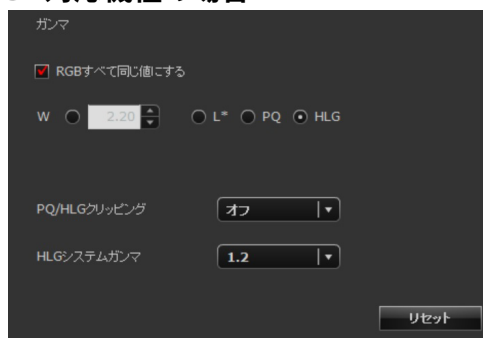 ガンマ
RGBすべて同じ値にする
W 2.20 L* PQ HLG
PQ/HLGクリッピング オフ
HLGシステムガンマ 1.2
リセット